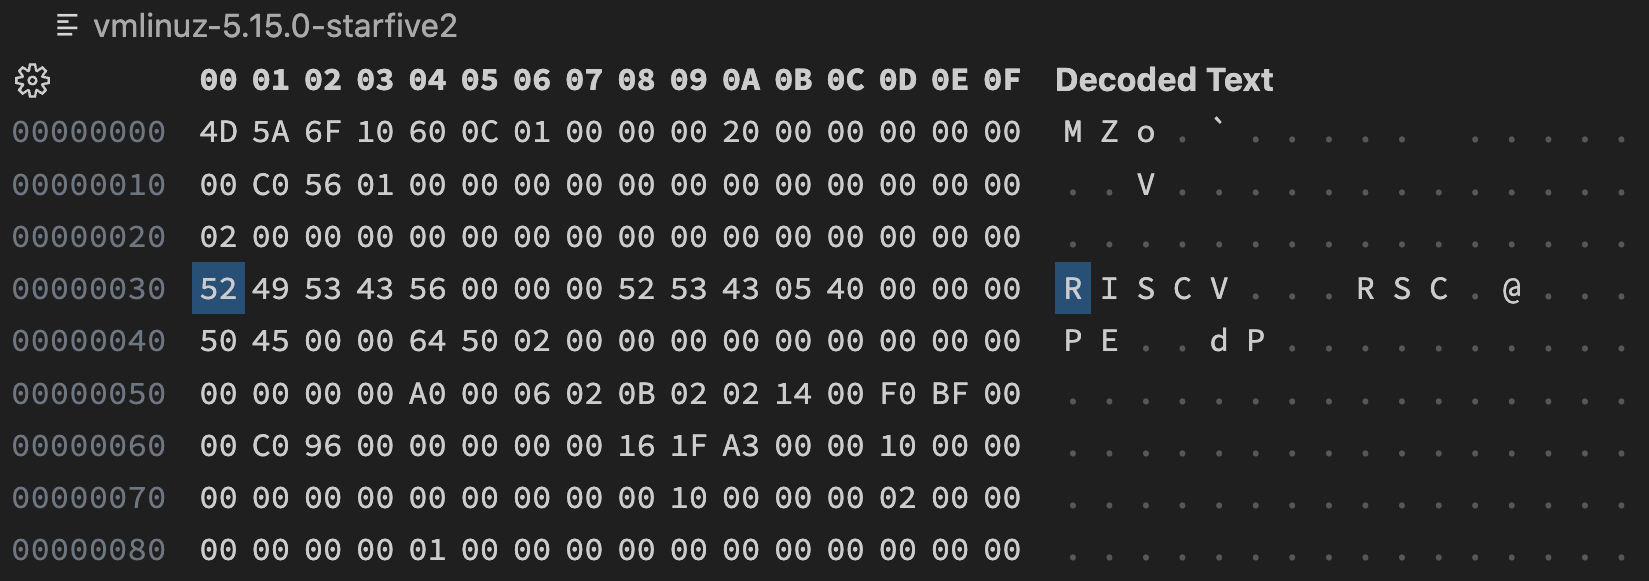 vmlinuz-5.15.0-starfive2
00 01 02 03 04 05 06 07 08 09 0A 0B 0C 0D 0E 0F Decoded Text
00000000 4D 5A 6F 10 60 0C 01 00 00 00 20 00 00 00 00 00 M Z o . ` . . . . .   . . . . .
00000010 00 C0 56 01 00 00 00 00 00 00 00 00 00 00 00 00 . . V . . . . . . . . . . . . .
00000020 02 00 00 00 00 00 00 00 00 00 00 00 00 00 00 00 . . . . . . . . . . . . . . . .
00000030 52 49 53 43 56 00 00 00 52 53 43 05 40 00 00 00 R I S C V . . . R S C . @ . . .
00000040 50 45 00 00 64 50 02 00 00 00 00 00 00 00 00 00 P E . . d P . . . . . . . . . .
00000050 00 00 00 00 A0 00 06 02 0B 02 02 14 00 F0 BF 00 . . . . . . . . . . . . . . . .
00000060 00 C0 96 00 00 00 00 00 16 1F A3 00 00 10 00 00 . . . . . . . . . . . . . . . .
00000070 00 00 00 00 00 00 00 00 00 10 00 00 00 02 00 00 . . . . . . . . . . . . . . . .
00000080 00 00 00 00 01 00 00 00 00 00 00 00 00 00 00 00 . . . . . . . . . . . . . . . .